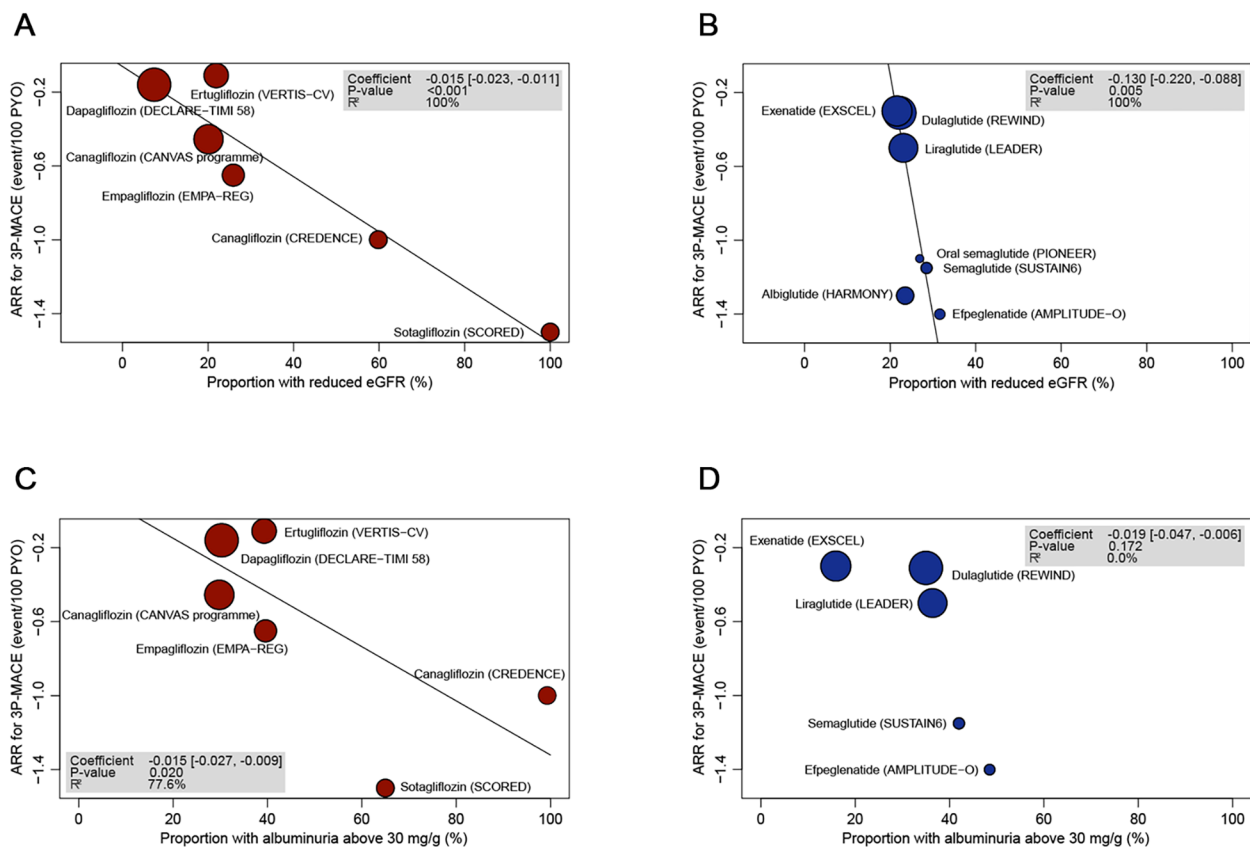 A
ARR for 3P-MACE (event/100 PYO)
−0.2
−0.6
−1.0
−1.4
Coefficient -0.015 [-0.023, -0.011]
P-value <0.001
R² 100%
Ertugliflozin (VERTIS−CV)
Dapagliflozin (DECLARE−TIMI 58)
Canagliflozin (CANVAS programme)
Empagliflozin (EMPA−REG)
Canagliflozin (CREDENCE)
Sotagliflozin (SCORED)
0 20 40 60 80 100
Proportion with reduced eGFR (%)
B
ARR for 3P-MACE (event/100 PYO)
−0.2
−0.6
−1.0
−1.4
Coefficient -0.130 [-0.220, -0.088]
P-value 0.005
R² 100%
Exenatide (EXSCEL)
Dulaglutide (REWIND)
Liraglutide (LEADER)
Oral semaglutide (PIONEER)
Semaglutide (SUSTAIN6)
Albiglutide (HARMONY)
Efpeglenatide (AMPLITUDE−O)
0 20 40 60 80 100
Proportion with reduced eGFR (%)
C
ARR for 3P-MACE (event/100 PYO)
−0.2
−0.6
−1.0
−1.4
Ertugliflozin (VERTIS−CV)
Dapagliflozin (DECLARE−TIMI 58)
Canagliflozin (CANVAS programme)
Empagliflozin (EMPA−REG)
Canagliflozin (CREDENCE)
Coefficient -0.015 [-0.027, -0.009]
P-value 0.020
R² 77.6%
Sotagliflozin (SCORED)
0 20 40 60 80 100
Proportion with albuminuria above 30 mg/g (%)
D
ARR for 3P-MACE (event/100 PYO)
−0.2
−0.6
−1.0
−1.4
Coefficient -0.019 [-0.047, -0.006]
P-value 0.172
R² 0.0%
Exenatide (EXSCEL)
Dulaglutide (REWIND)
Liraglutide (LEADER)
Semaglutide (SUSTAIN6)
Efpeglenatide (AMPLITUDE−O)
0 20 40 60 80 100
Proportion with albuminuria above 30 mg/g (%)